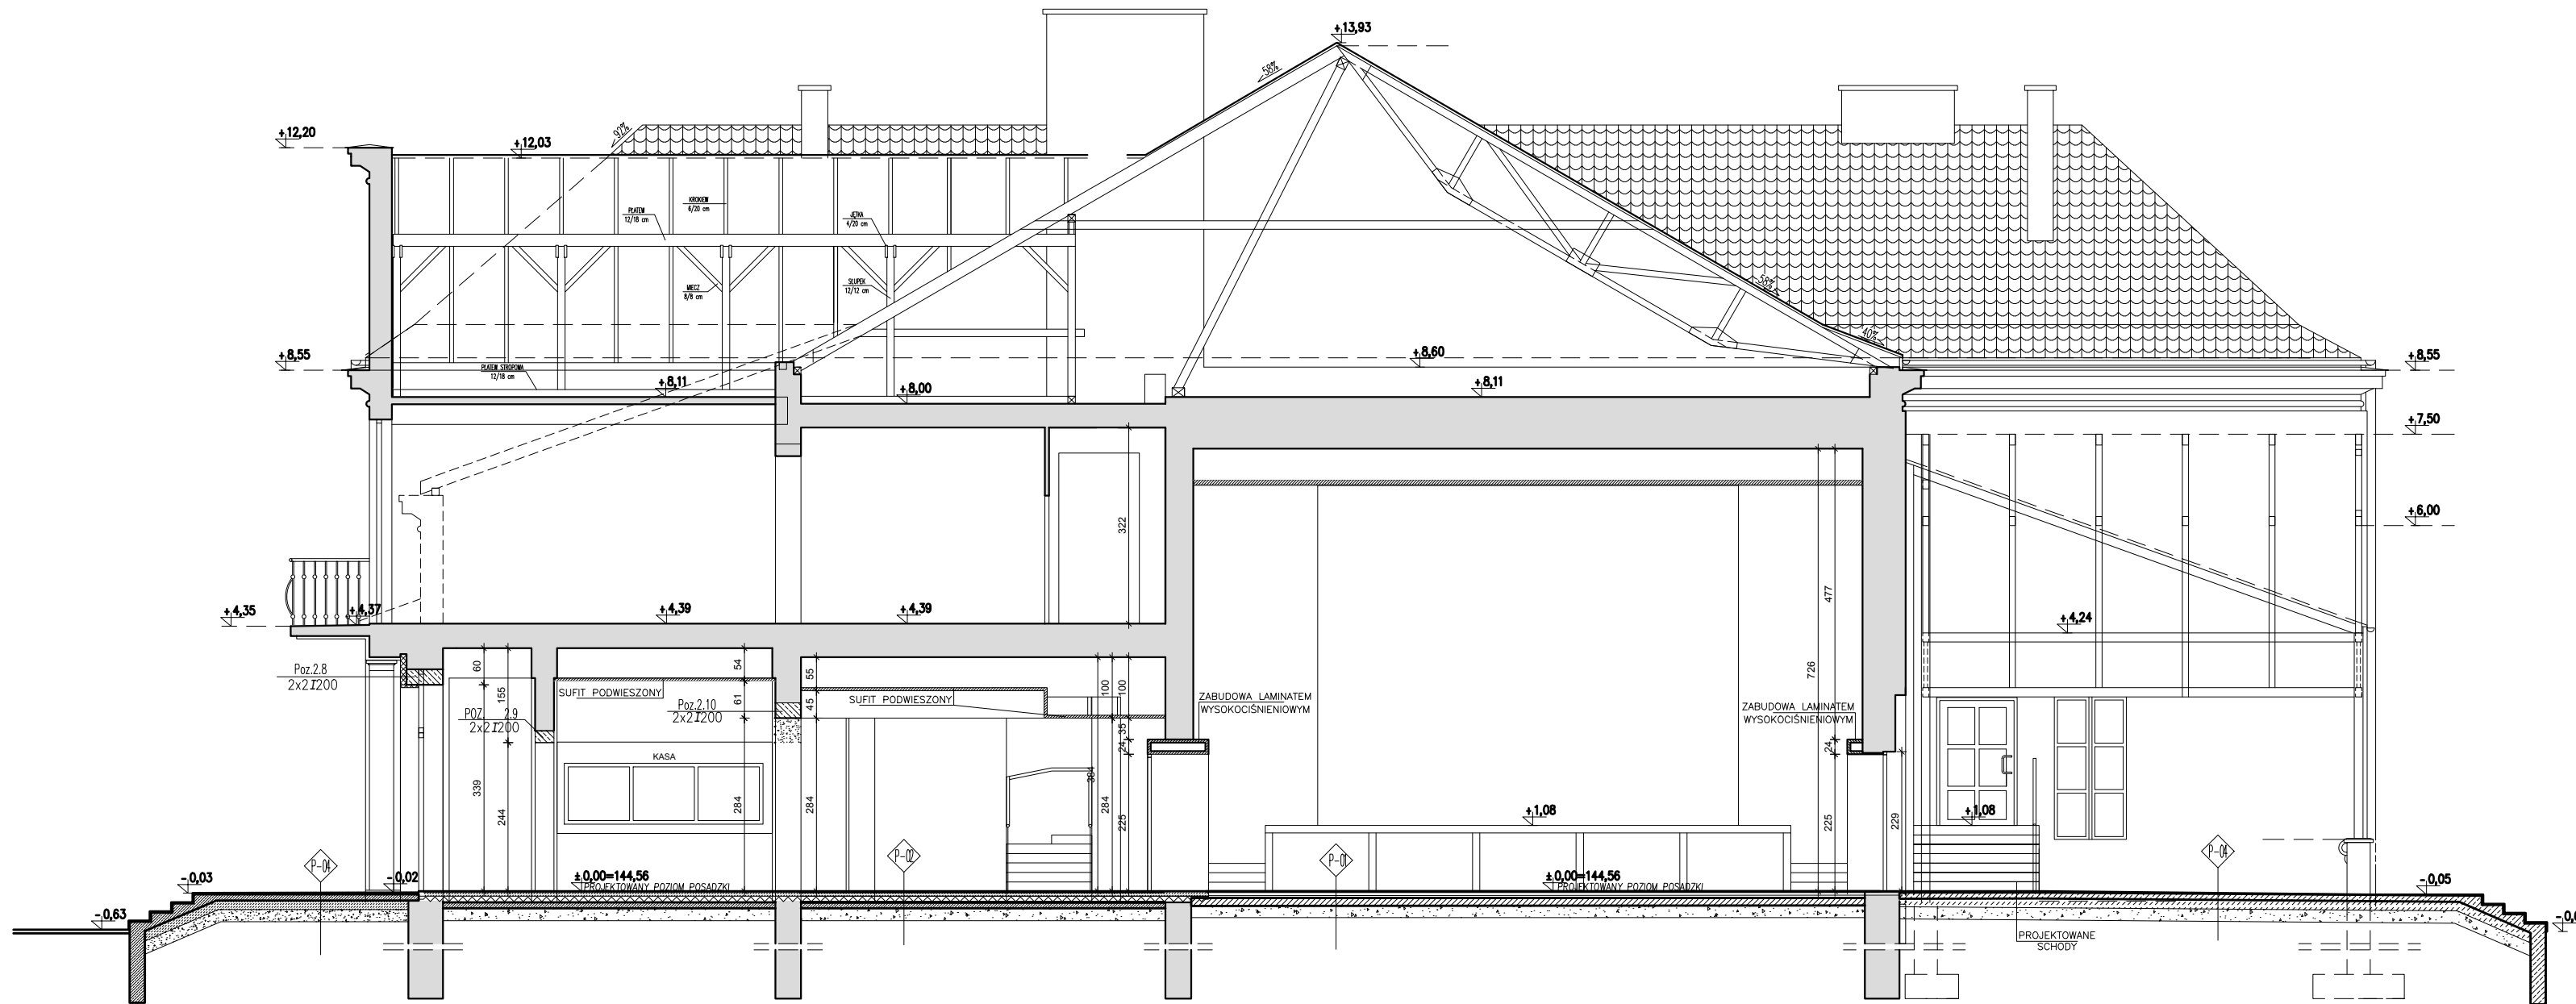 +13,93
58%
+12,20
92%
+12,03
KROKIEW
6/20 cm
PŁATEW
12/18 cm
JĘTKA
4/20 cm
MIECZ
8/8 cm
SŁUPEK
12/12 cm
58%
40%
+8,55
+8,60
+8,55
PŁATEW STROPOWA
12/18 cm
+8,11
+8,00
+8,11
+7,50
322
+6,00
477
+4,35
+4,37
+4,39
+4,39
+4,24
Poz.2.8
2x2I200
60
155
54
55
726
SUFIT PODWIESZONY
61
45
SUFIT PODWIESZONY
100
100
ZABUDOWA LAMINATEM
WYSOKOCIŚNIENIOWYM
ZABUDOWA LAMINATEM
WYSOKOCIŚNIENIOWYM
POZ. 2.9
2x2I200
Poz.2.10
2x2I200
35
24
24
KASA
339
244
284
284
384
284
225
225
229
+1,08
+1,08
P-04
P-02
P-01
P-04
-0,03
-0,02
±0,00=144,56
PROJEKTOWANY POZIOM POSADZKI
±0,00=144,56
PROJEKTOWANY POZIOM POSADZKI
-0,05
-0,63
PROJEKTOWANE
SCHODY